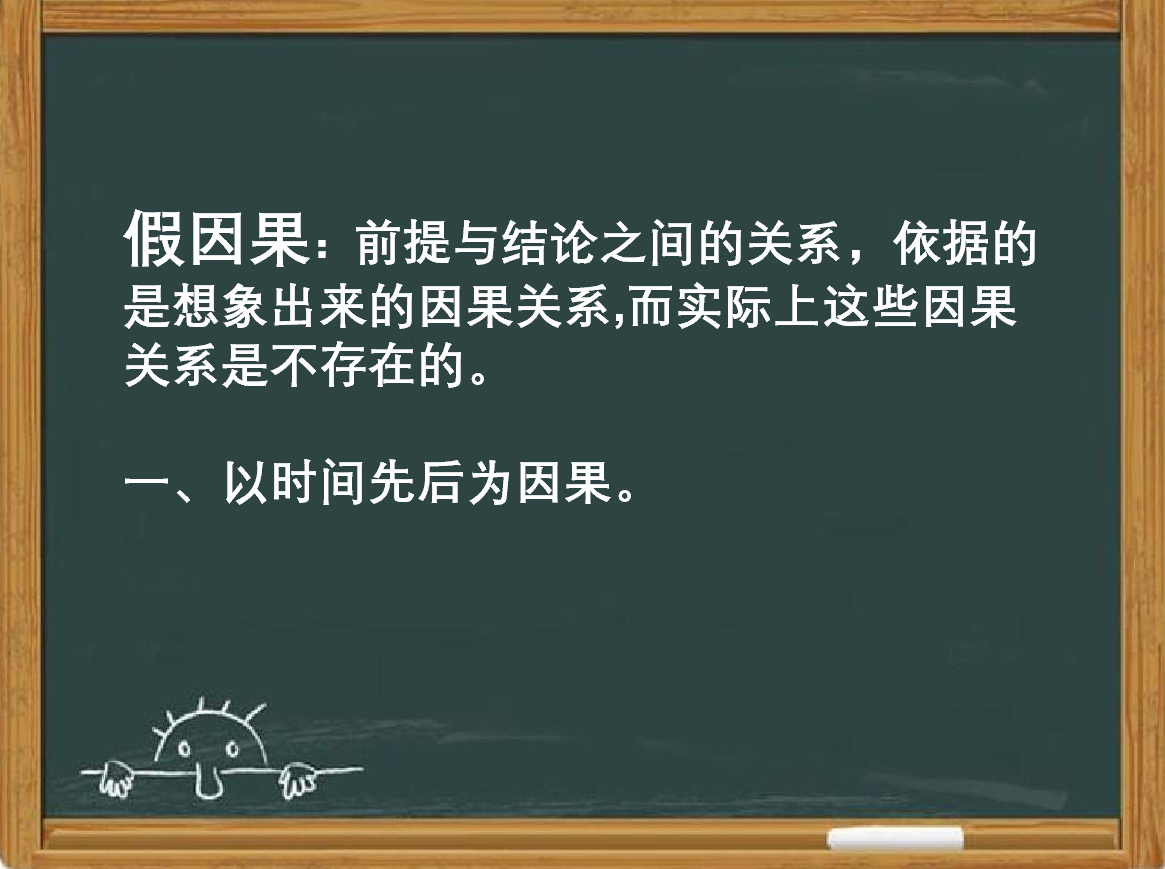 假因果：前提与结论之间的关系，依据的
是想象出来的因果关系,而实际上这些因果
关系是不存在的。
一、以时间先后为因果。